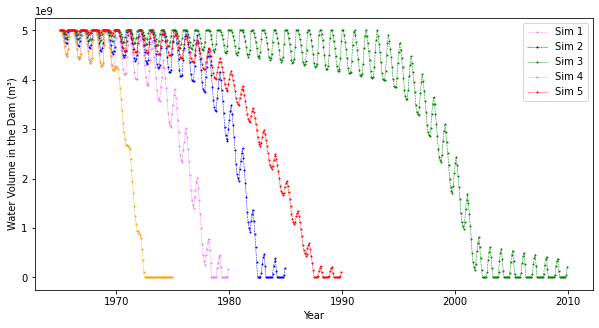 1e9
5
4
3
2
1
0
Water Volume in the Dam (m³)
1970
1980
1990
2000
2010
Year
Sim 1
Sim 2
Sim 3
Sim 4
Sim 5